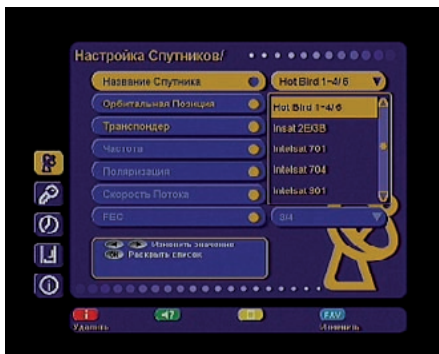 Настройка Спутников/
Название Спутника Hot Bird 1~4/6
Орбитальная Позиция Hot Bird 1~4/6
Транспондер Insat 2E/3B
Частота Intelsat 701
Поляризация Intelsat 704
Скорость Потока Intelsat 901
FEC 3/4
Изменить значение
OK Раскрыть список
i FAV
Удалить Изменить